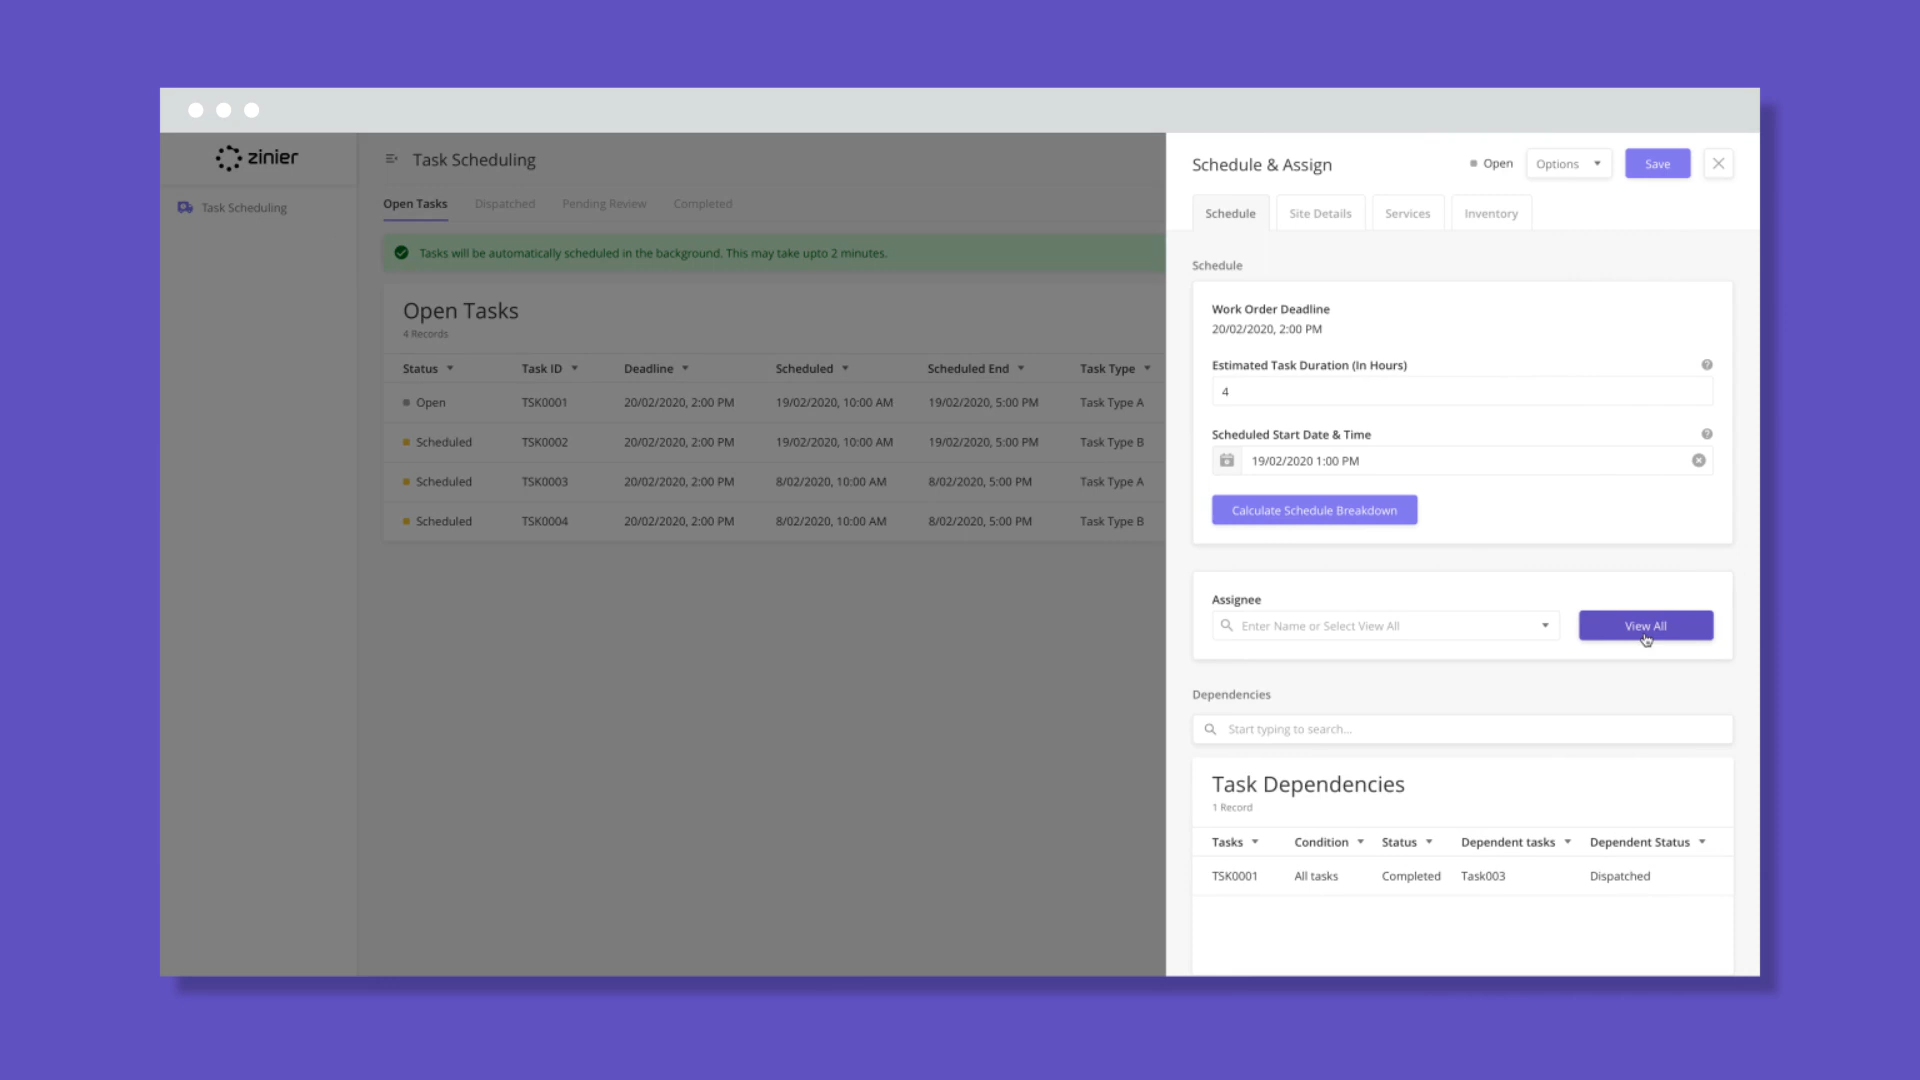 zinier
Task Scheduling
Task Scheduling
Open Tasks Dispatched Pending Review Completed
Tasks will be automatically scheduled in the background. This may take upto 2 minutes.
Open Tasks
4 Records
Status Task ID Deadline Scheduled Scheduled End Task Type
Open TSK0001 20/02/2020, 2:00 PM 19/02/2020, 10:00 AM 19/02/2020, 5:00 PM Task Type A
Scheduled TSK0002 20/02/2020, 2:00 PM 19/02/2020, 10:00 AM 19/02/2020, 5:00 PM Task Type B
Scheduled TSK0003 20/02/2020, 2:00 PM 8/02/2020, 10:00 AM 8/02/2020, 5:00 PM Task Type A
Scheduled TSK0004 20/02/2020, 2:00 PM 8/02/2020, 10:00 AM 8/02/2020, 5:00 PM Task Type B
Schedule & Assign Open Options Save
Schedule Site Details Services Inventory
Schedule
Work Order Deadline
20/02/2020, 2:00 PM
Estimated Task Duration (In Hours)
4
Scheduled Start Date & Time
19/02/2020 1:00 PM
Calculate Schedule Breakdown
Assignee
Enter Name or Select View All View All
Dependencies
Start typing to search...
Task Dependencies
1 Record
Tasks Condition Status Dependent tasks Dependent Status
TSK0001 All tasks Completed Task003 Dispatched